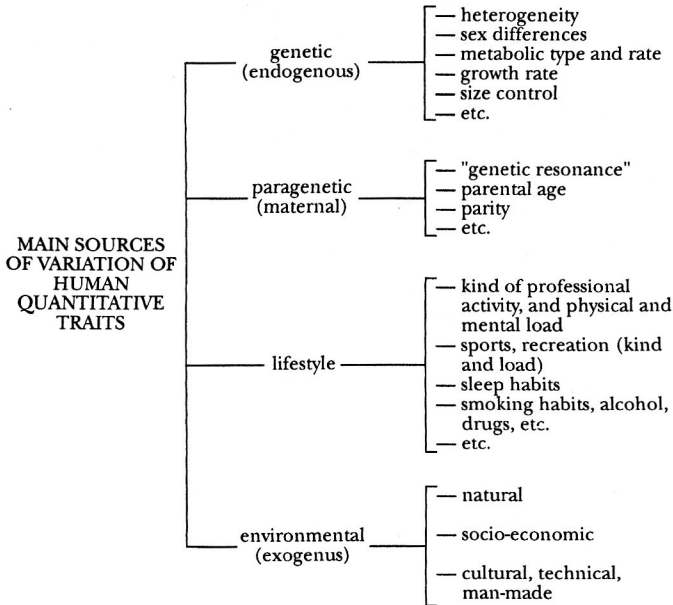 MAIN SOURCES
OF VARIATION OF
HUMAN
QUANTITATIVE
TRAITS
genetic
(endogenous)
— heterogeneity
— sex differences
— metabolic type and rate
— growth rate
— size control
— etc.
paragenetic
(maternal)
— "genetic resonance"
— parental age
— parity
— etc.
lifestyle
— kind of professional
activity, and physical and
mental load
— sports, recreation (kind
and load)
— sleep habits
— smoking habits, alcohol,
drugs, etc.
— etc.
environmental
(exogenus)
— natural
— socio-economic
— cultural, technical,
man-made